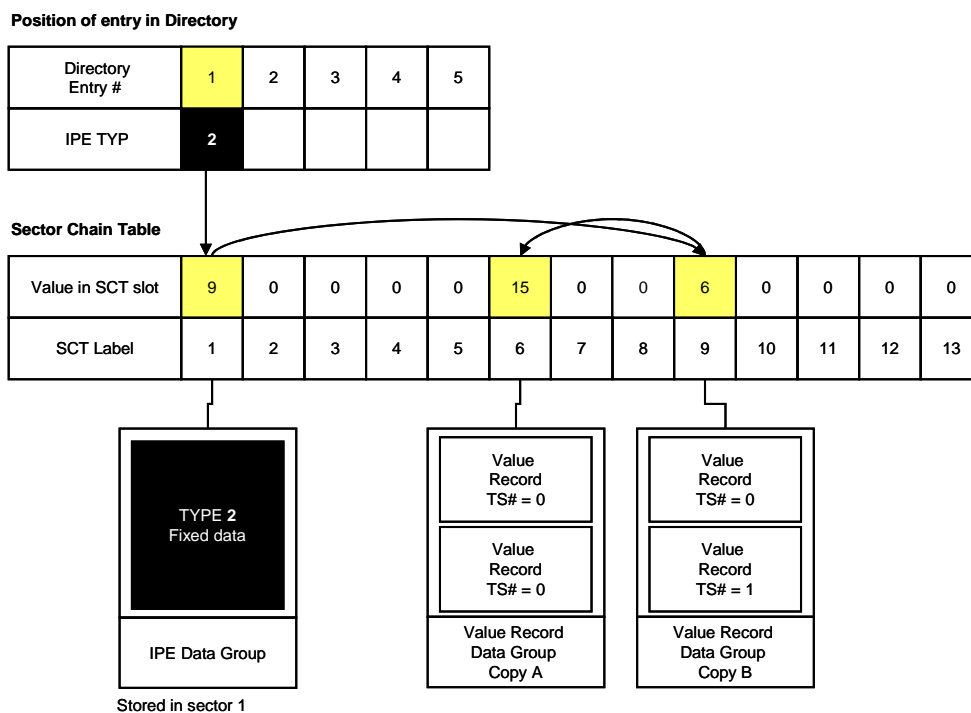 Position of entry in Directory
Directory
Entry #
1 2 3 4 5
IPE TYP 2
Sector Chain Table
Value in SCT slot 9 0 0 0 0 15 0 0 6 0 0 0 0
SCT Label 1 2 3 4 5 6 7 8 9 10 11 12 13
TYPE 2
Fixed data
IPE Data Group
Stored in sector 1
Value
Record
TS# = 0
Value
Record
TS# = 0
Value Record
Data Group
Copy A
Value
Record
TS# = 0
Value
Record
TS# = 1
Value Record
Data Group
Copy B